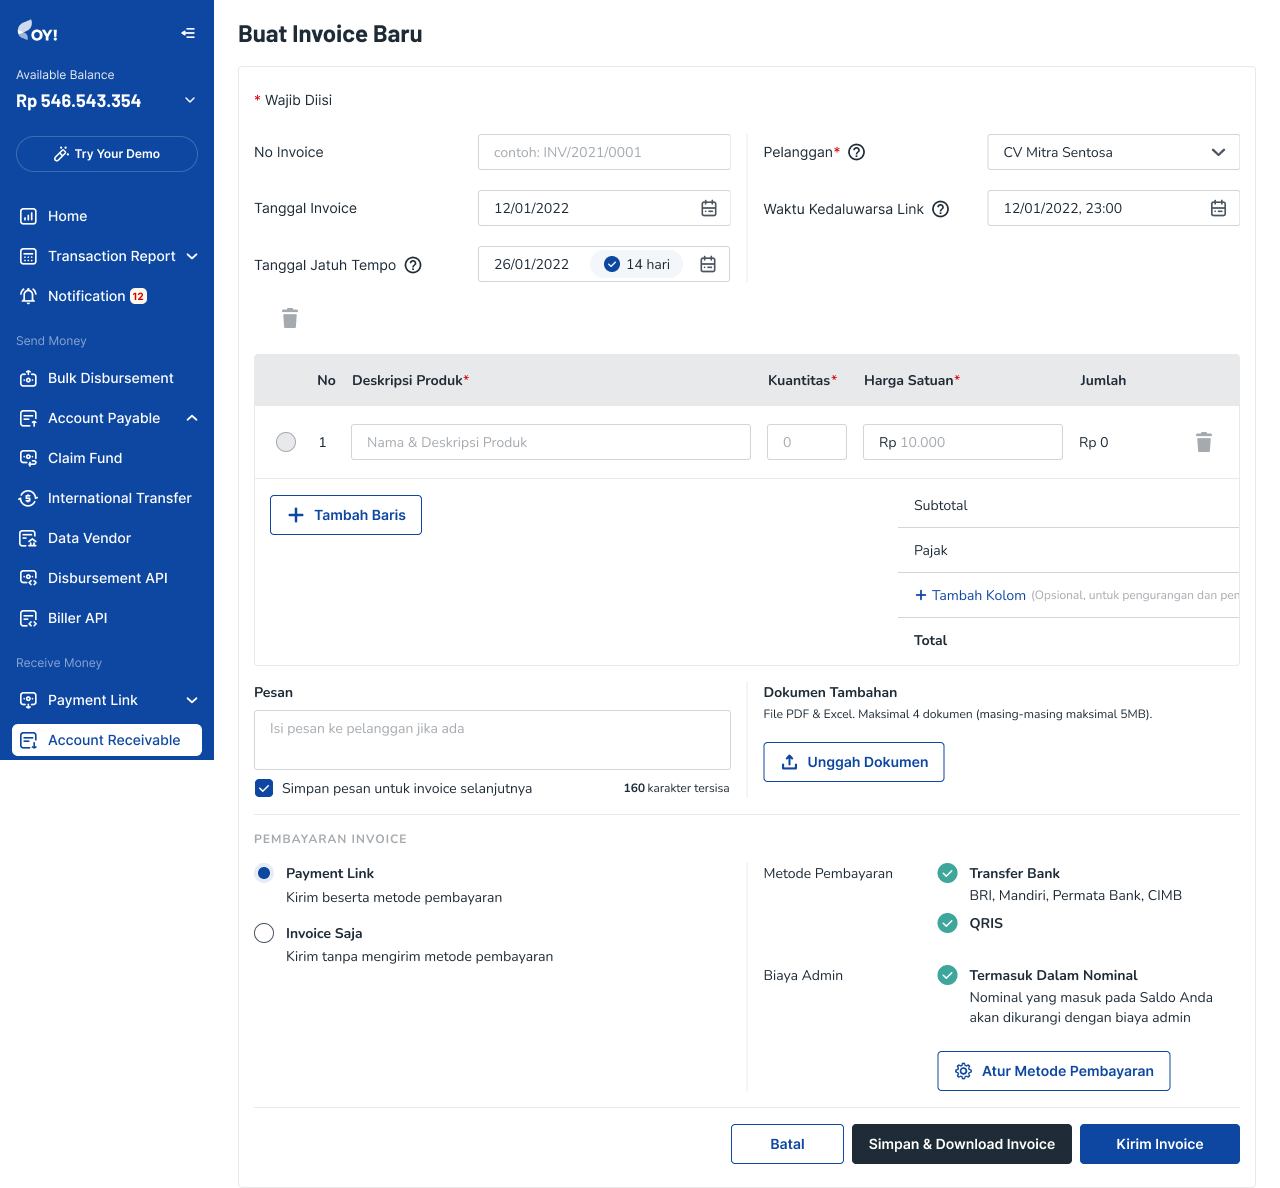 OY!
Available Balance
Rp 546.543.354
Try Your Demo
Home
Transaction Report
Notification 12
Send Money
Bulk Disbursement
Account Payable
Claim Fund
International Transfer
Data Vendor
Disbursement API
Biller API
Receive Money
Payment Link
Account Receivable
Buat Invoice Baru
* Wajib Diisi
No Invoice contoh: INV/2021/0001
Tanggal Invoice 12/01/2022
Tanggal Jatuh Tempo ? 26/01/2022 14 hari
Pelanggan* ? CV Mitra Sentosa
Waktu Kedaluwarsa Link ? 12/01/2022, 23:00
No Deskripsi Produk* Kuantitas* Harga Satuan* Jumlah
1 Nama & Deskripsi Produk 0 Rp 10.000 Rp 0
+ Tambah Baris
Subtotal
Pajak
+ Tambah Kolom (Opsional, untuk pengurangan dan pen
Total
Pesan
Isi pesan ke pelanggan jika ada
Simpan pesan untuk invoice selanjutnya 160 karakter tersisa
Dokumen Tambahan
File PDF & Excel. Maksimal 4 dokumen (masing-masing maksimal 5MB).
Unggah Dokumen
PEMBAYARAN INVOICE
Payment Link
Kirim beserta metode pembayaran
Invoice Saja
Kirim tanpa mengirim metode pembayaran
Metode Pembayaran Transfer Bank
BRI, Mandiri, Permata Bank, CIMB
QRIS
Biaya Admin Termasuk Dalam Nominal
Nominal yang masuk pada Saldo Anda
akan dikurangi dengan biaya admin
Atur Metode Pembayaran
Batal Simpan & Download Invoice Kirim Invoice